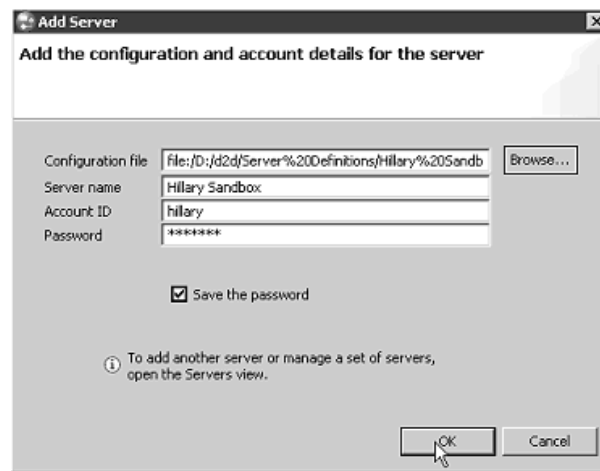 Add Server
Add the configuration and account details for the server
Configuration file file:/D:/d2d/Server%20Definitions/Hillary%20Sandb Browse...
Server name Hillary Sandbox
Account ID hillary
Password *******
Save the password
To add another server or manage a set of servers,
open the Servers view.
OK Cancel